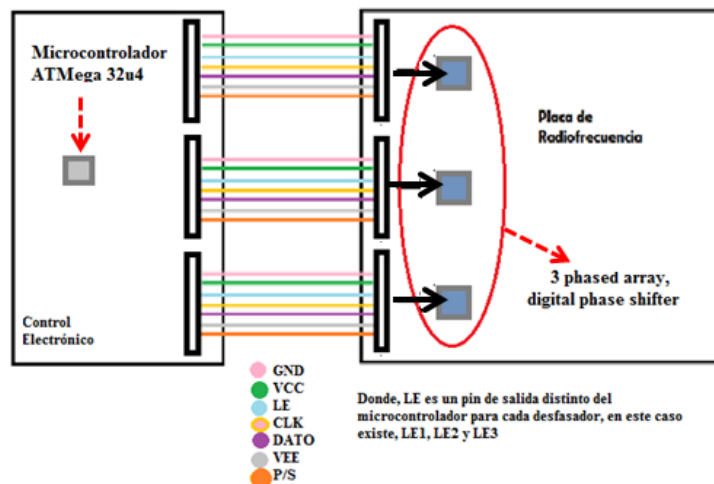 Microcontrolador
ATMega 32u4
Placa de
Radiofrecuencia
3 phased array,
digital phase shifter
Control
Electrónico
GND
VCC
LE
CLK
DATO
VEE
P/S
Donde, LE es un pin de salida distinto del
microcontrolador para cada desfasador, en este caso
existe, LE1, LE2 y LE3